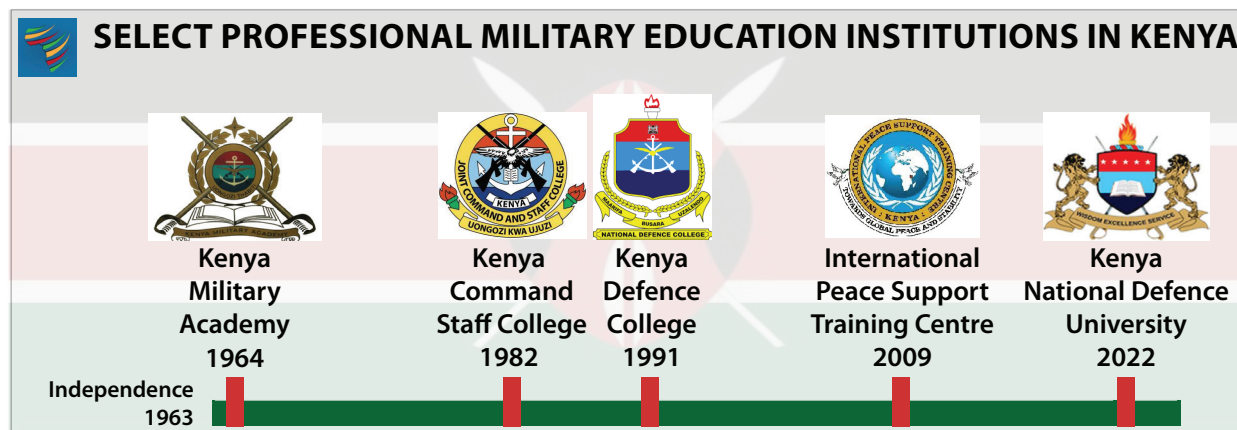 SELECT PROFESSIONAL MILITARY EDUCATION INSTITUTIONS IN KENYA
KENYA MILITARY ACADEMY
JOINT COMMAND AND STAFF COLLEGE
KENYA
UONGOZI KWA UJUZI
MAARIFA
BUSARA
UZALENDO
NATIONAL DEFENCE COLLEGE
INTERNATIONAL PEACE SUPPORT TRAINING CENTRE
KENYA
TOWARDS GLOBAL PEACE AND STABILITY
WISDOM EXCELLENCE SERVICE
Kenya
Military
Academy
1964
Kenya
Command
Staff College
1982
Kenya
Defence
College
1991
International
Peace Support
Training Centre
2009
Kenya
National Defence
University
2022
Independence
1963